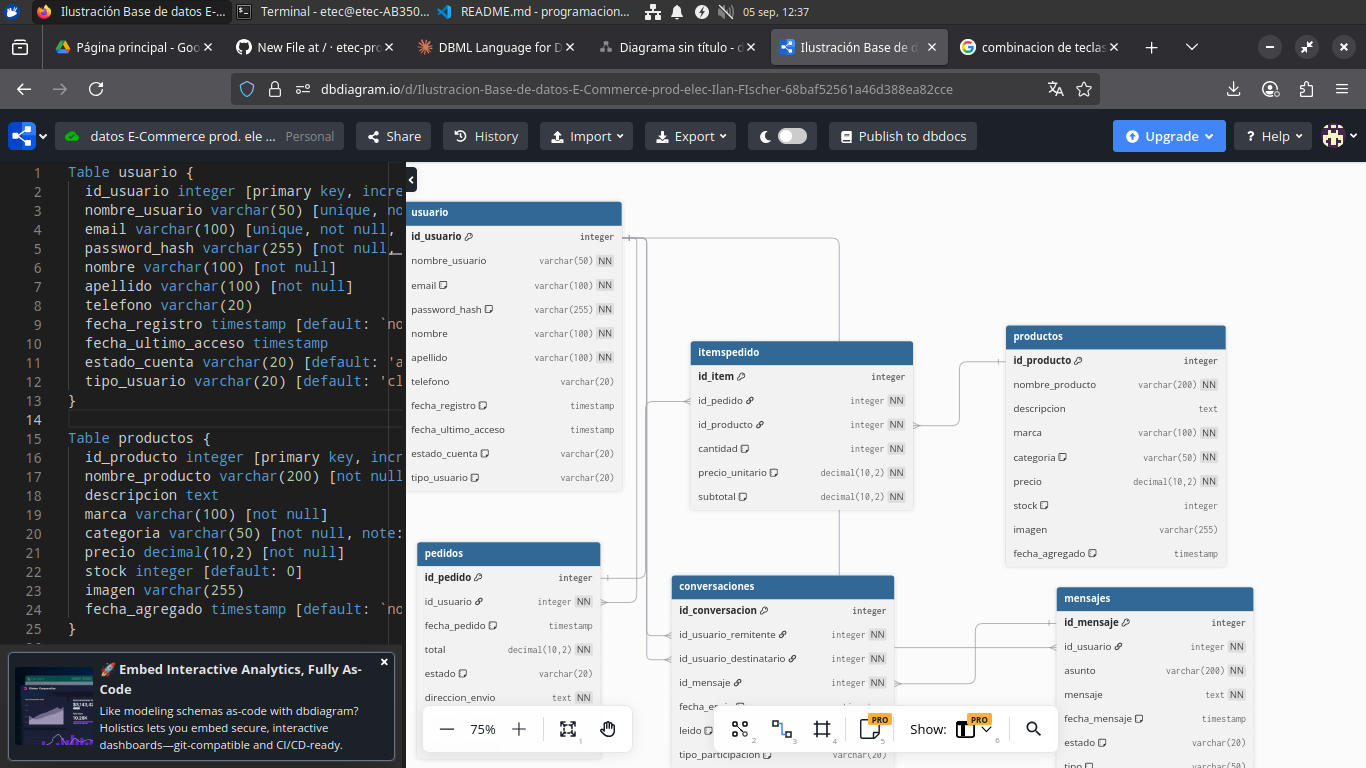 Ilustración Base de datos E-...
Terminal - etec@etec-AB350...
README.md - programacion...
05 sep, 12:37
Página principal - Goo
New File at / · etec-pro
DBML Language for D
Diagrama sin título - d
Ilustración Base de d
combinacion de teclas
dbdiagram.io/d/Ilustracion-Base-de-datos-E-Commerce-prod-elec-Ilan-FIscher-68baf52561a46d388ea82cce
datos E-Commerce prod. ele ... Personal
Share
History
Import
Export
Publish to dbdocs
Upgrade
? Help
1 Table usuario {
2 id_usuario integer [primary key, incre
3 nombre_usuario varchar(50) [unique, no
4 email varchar(100) [unique, not null,
5 password_hash varchar(255) [not null,
6 nombre varchar(100) [not null]
7 apellido varchar(100) [not null]
8 telefono varchar(20)
9 fecha_registro timestamp [default: `no
10 fecha_ultimo_acceso timestamp
11 estado_cuenta varchar(20) [default: 'a
12 tipo_usuario varchar(20) [default: 'cl
13 }
14
15 Table productos {
16 id_producto integer [primary key, incr
17 nombre_producto varchar(200) [not null
18 descripcion text
19 marca varchar(100) [not null]
20 categoria varchar(50) [not null, note:
21 precio decimal(10,2) [not null]
22 stock integer [default: 0]
23 imagen varchar(255)
24 fecha_agregado timestamp [default: `no
25 }
🚀 Embed Interactive Analytics, Fully As-
Code
Like modeling schemas as-code with dbdiagram?
Holistics lets you embed secure, interactive
dashboards—git-compatible and CI/CD-ready.
usuario
id_usuario integer
nombre_usuario varchar(50) NN
email varchar(100) NN
password_hash varchar(255) NN
nombre varchar(100) NN
apellido varchar(100) NN
telefono varchar(20)
fecha_registro timestamp
fecha_ultimo_acceso timestamp
estado_cuenta varchar(20)
tipo_usuario varchar(20)
itemspedido
id_item integer
id_pedido integer NN
id_producto integer NN
cantidad integer NN
precio_unitario decimal(10,2) NN
subtotal decimal(10,2) NN
productos
id_producto integer
nombre_producto varchar(200) NN
descripcion text
marca varchar(100) NN
categoria varchar(50) NN
precio decimal(10,2) NN
stock integer
imagen varchar(255)
fecha_agregado timestamp
pedidos
id_pedido integer
id_usuario integer NN
fecha_pedido timestamp
total decimal(10,2) NN
estado varchar(20)
direccion_envio text NN
conversaciones
id_conversacion integer
id_usuario_remitente integer NN
id_usuario_destinatario integer NN
id_mensaje integer NN
leido
tipo_participacion varchar(20)
mensajes
id_mensaje integer
id_usuario integer NN
asunto varchar(200) NN
mensaje text NN
fecha_mensaje timestamp
estado varchar(20)
tipo varchar(50)
75%
1
2
3
4
PRO
5
Show:
PRO
6